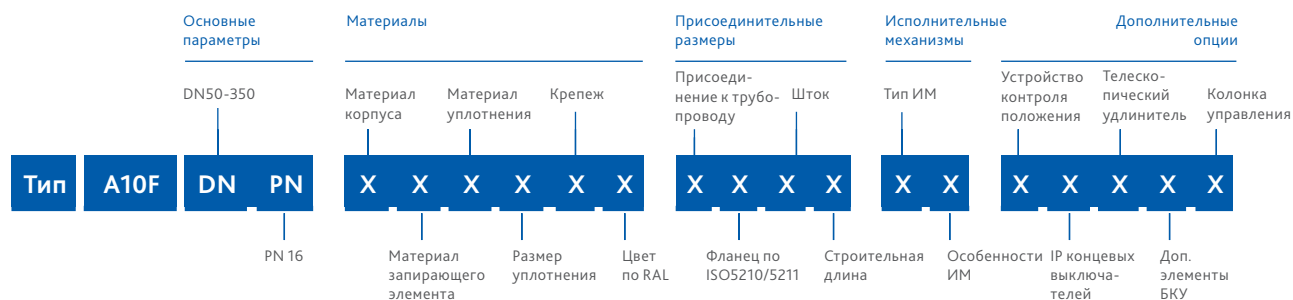 Основные
параметры
Материалы
Присоединительные
размеры
Исполнительные
механизмы
Дополнительные
опции
DN50-350
Материал
корпуса
Материал
уплотнения
Крепеж
Присоеди-
нение к трубо-
проводу
Шток
Тип ИМ
Устройство
контроля
положения
Телеско-
пический
удлинитель
Колонка
управления
Тип A10F DN PN X X X X X X X X X X X X X X X X X
PN 16
Материал
запирающего
элемента
Размер
уплотнения
Цвет
по RAL
Фланец по
ISO5210/5211
Строительная
длина
Особенности
ИМ
IP концевых
выключа-
телей
Доп.
элементы
БКУ